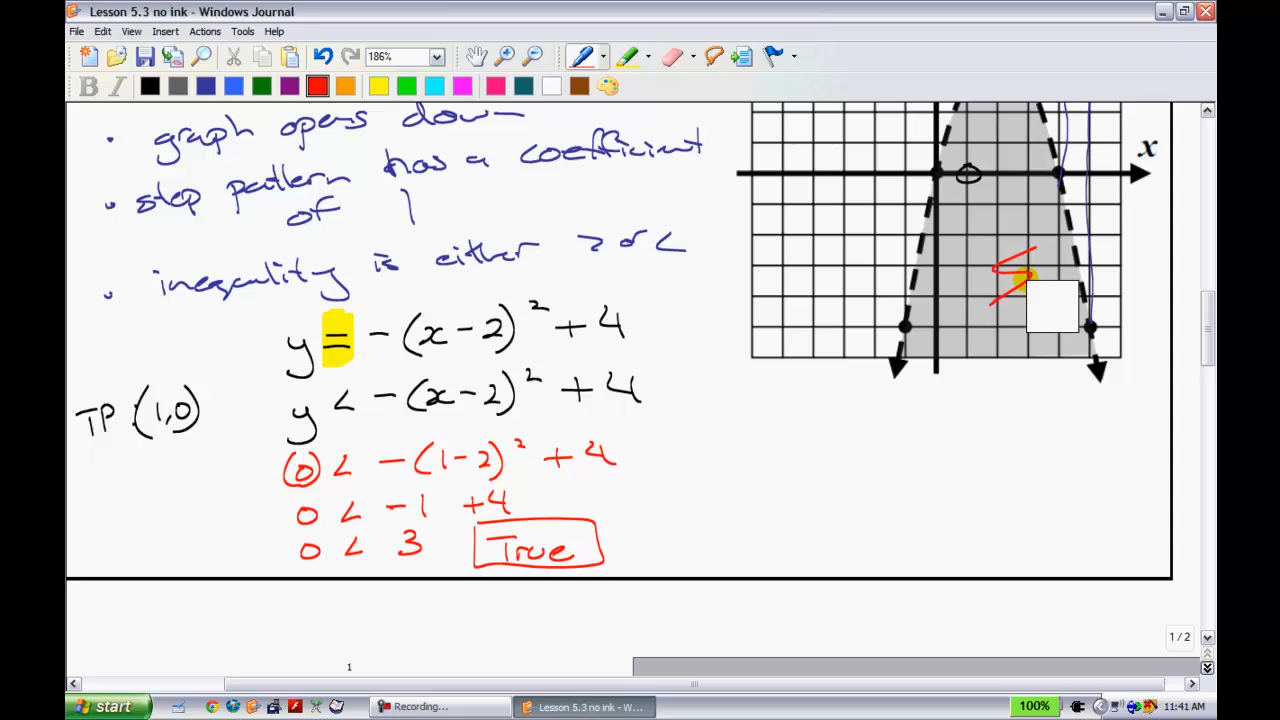 Lesson 5.3 no ink - Windows Journal
File Edit View Insert Actions Tools Help
186%
B I
• graph opens down
• step pattern has a coefficient
of 1
• inequality is either > or <
y = -(x-2)² + 4
y < -(x-2)² + 4
TP (1,0)
0 < -(1-2)² + 4
0 < -1 +4
0 < 3 True
x
1 / 2
1
start
Recording...
Lesson 5.3 no ink - W...
100%
11:41 AM